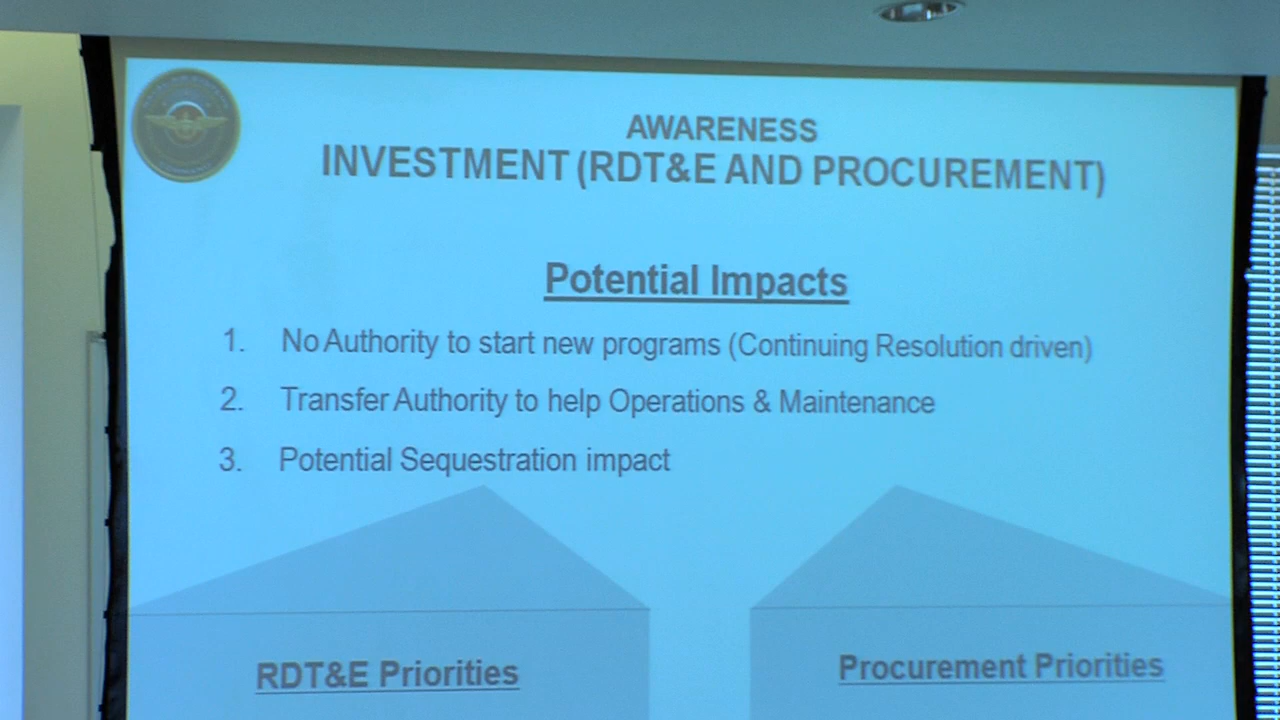 AWARENESS
INVESTMENT (RDT&E AND PROCUREMENT)
Potential Impacts
1. No Authority to start new programs (Continuing Resolution driven)
2. Transfer Authority to help Operations & Maintenance
3. Potential Sequestration impact
RDT&E Priorities
Procurement Priorities